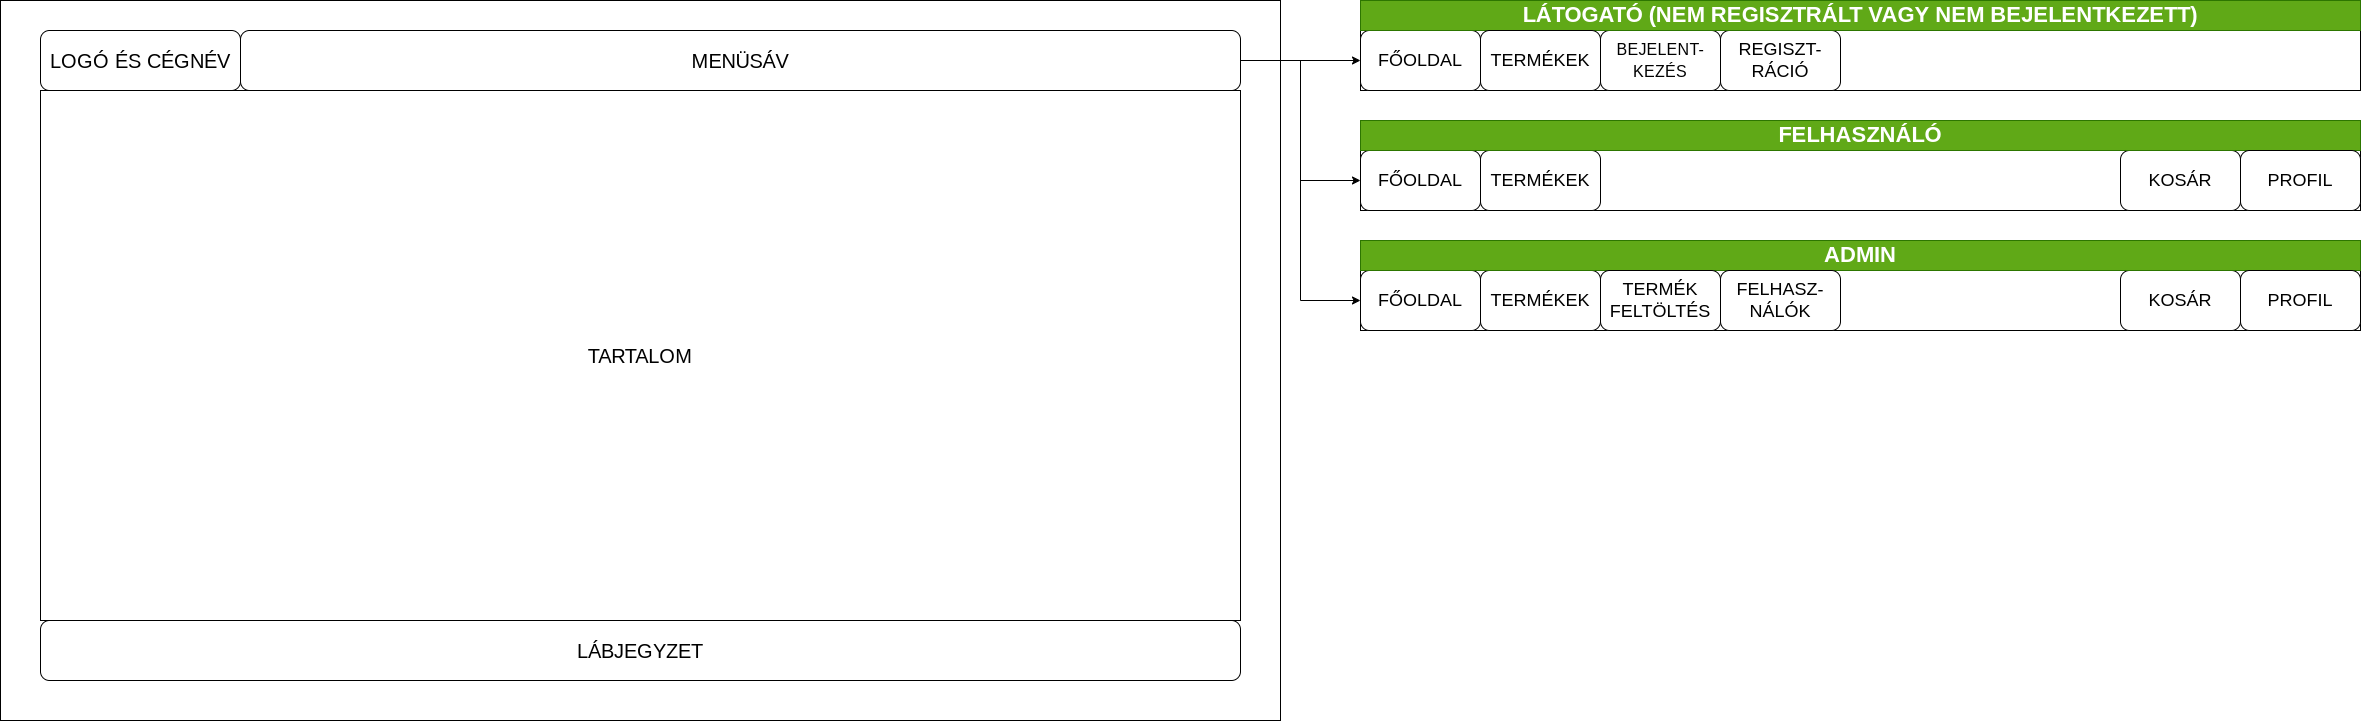 LOGÓ ÉS CÉGNÉV
MENÜSÁV
TARTALOM
LÁBJEGYZET
LÁTOGATÓ (NEM REGISZTRÁLT VAGY NEM BEJELENTKEZETT)
FŐOLDAL
TERMÉKEK
BEJELENT-
KEZÉS
REGISZT-
RÁCIÓ
FELHASZNÁLÓ
FŐOLDAL
TERMÉKEK
KOSÁR
PROFIL
ADMIN
FŐOLDAL
TERMÉKEK
TERMÉK
FELTÖLTÉS
FELHASZ-
NÁLÓK
KOSÁR
PROFIL